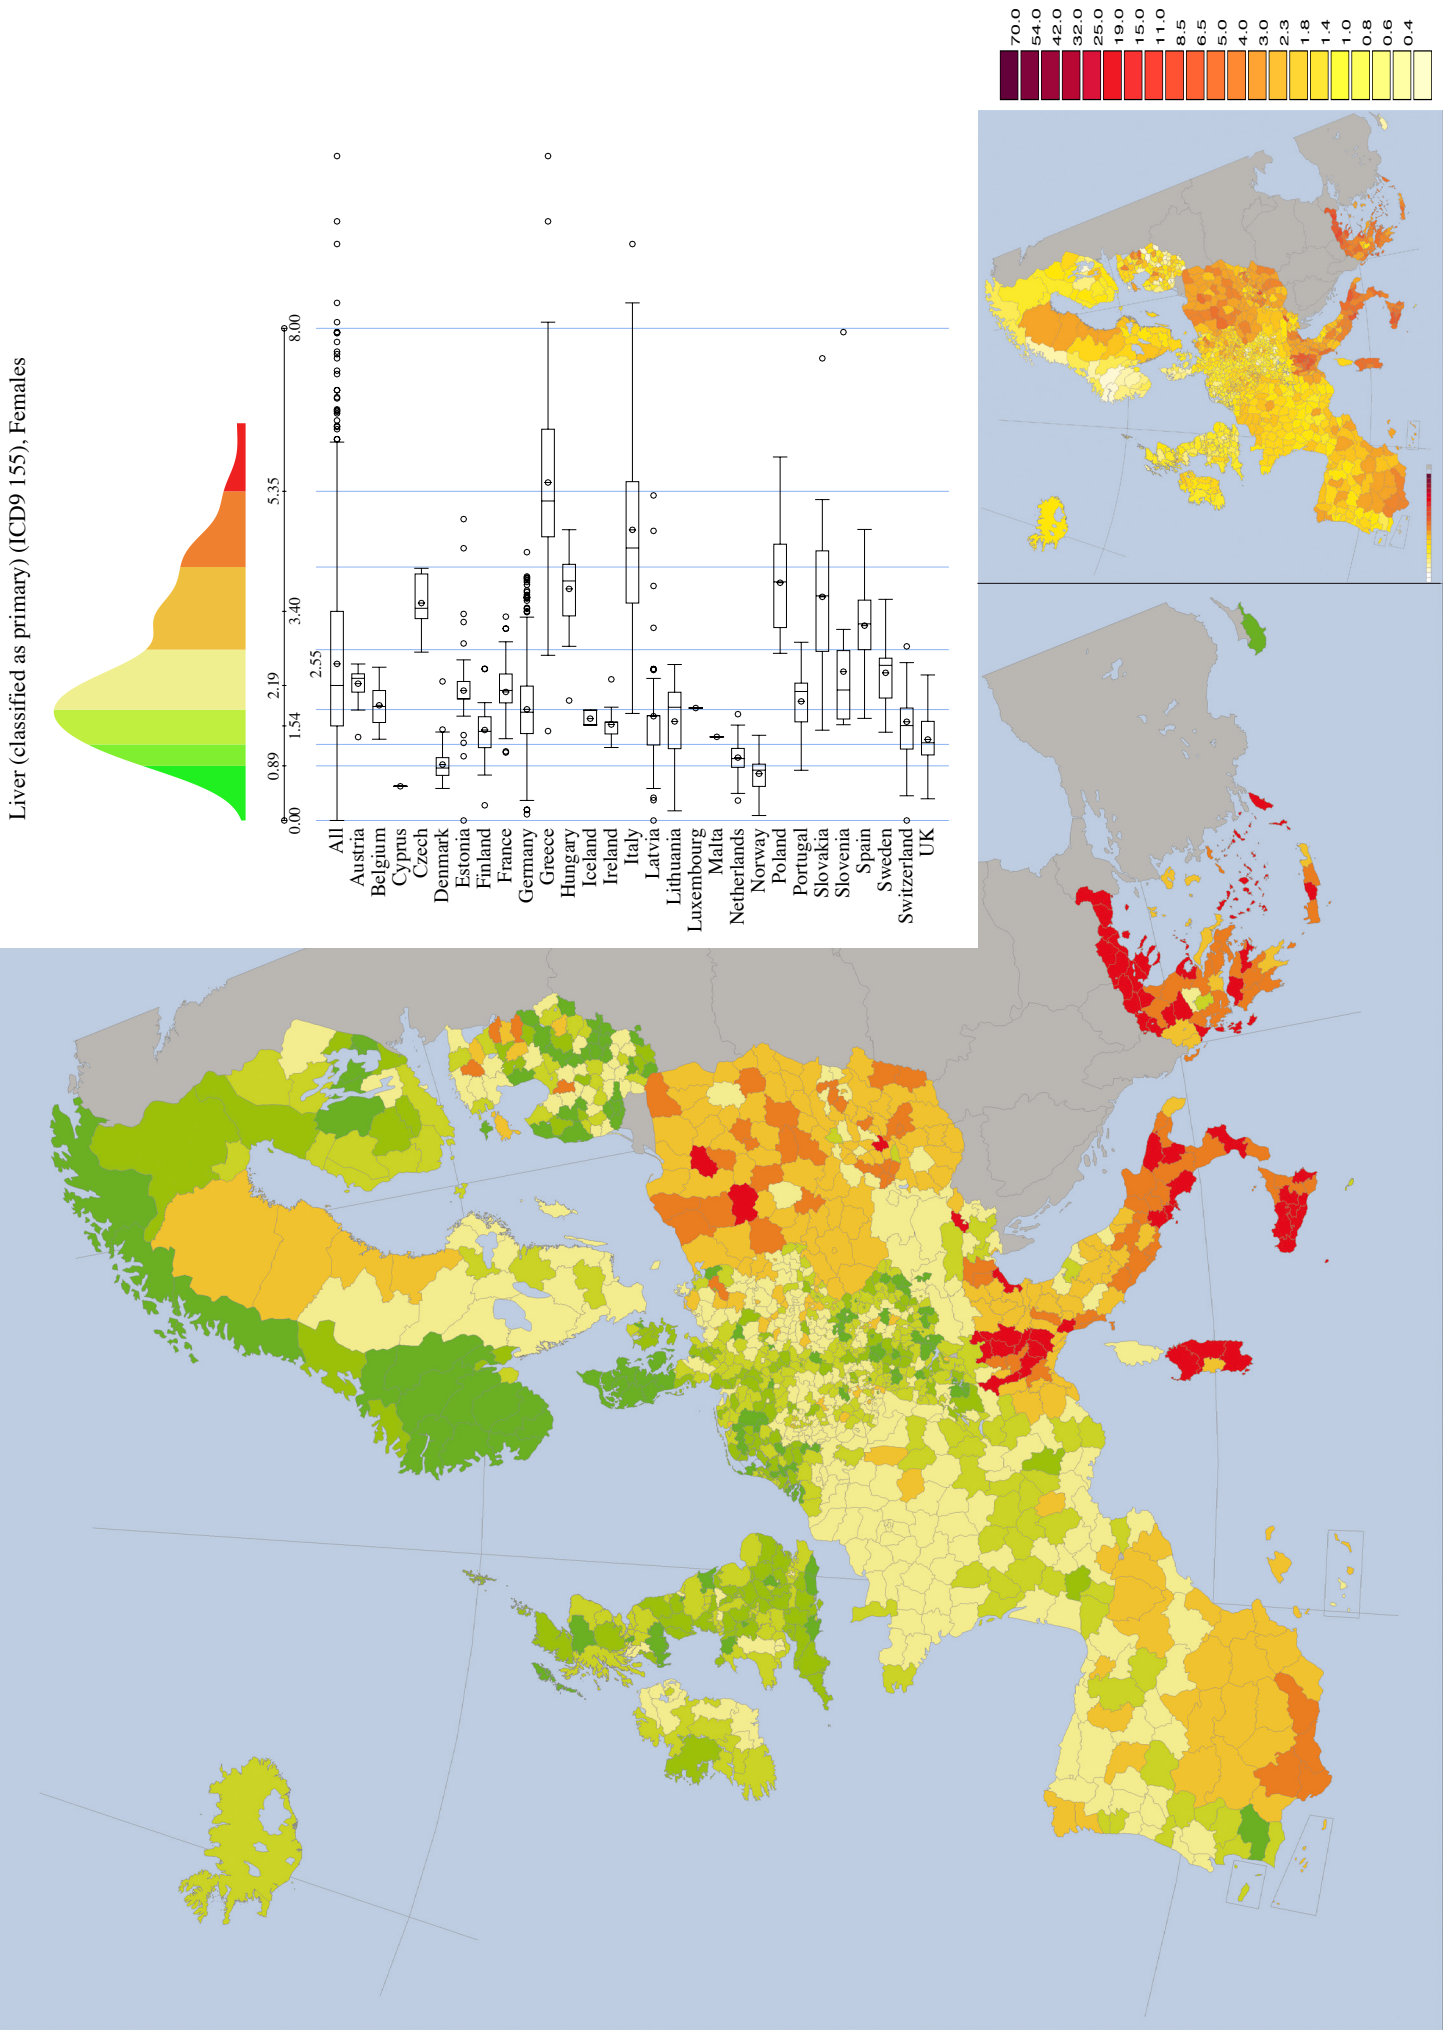 Liver (classified as primary) (ICD9 155), Females
0.00
0.89
1.54
2.19
2.55
3.40
5.35
8.00
All
Austria
Belgium
Cyprus
Czech
Denmark
Estonia
Finland
France
Germany
Greece
Hungary
Iceland
Ireland
Italy
Latvia
Lithuania
Luxembourg
Malta
Netherlands
Norway
Poland
Portugal
Slovakia
Slovenia
Spain
Sweden
Switzerland
UK
70.0
54.0
42.0
32.0
25.0
19.0
15.0
11.0
8.5
6.5
5.0
4.0
3.0
2.3
1.8
1.4
1.0
0.8
0.6
0.4